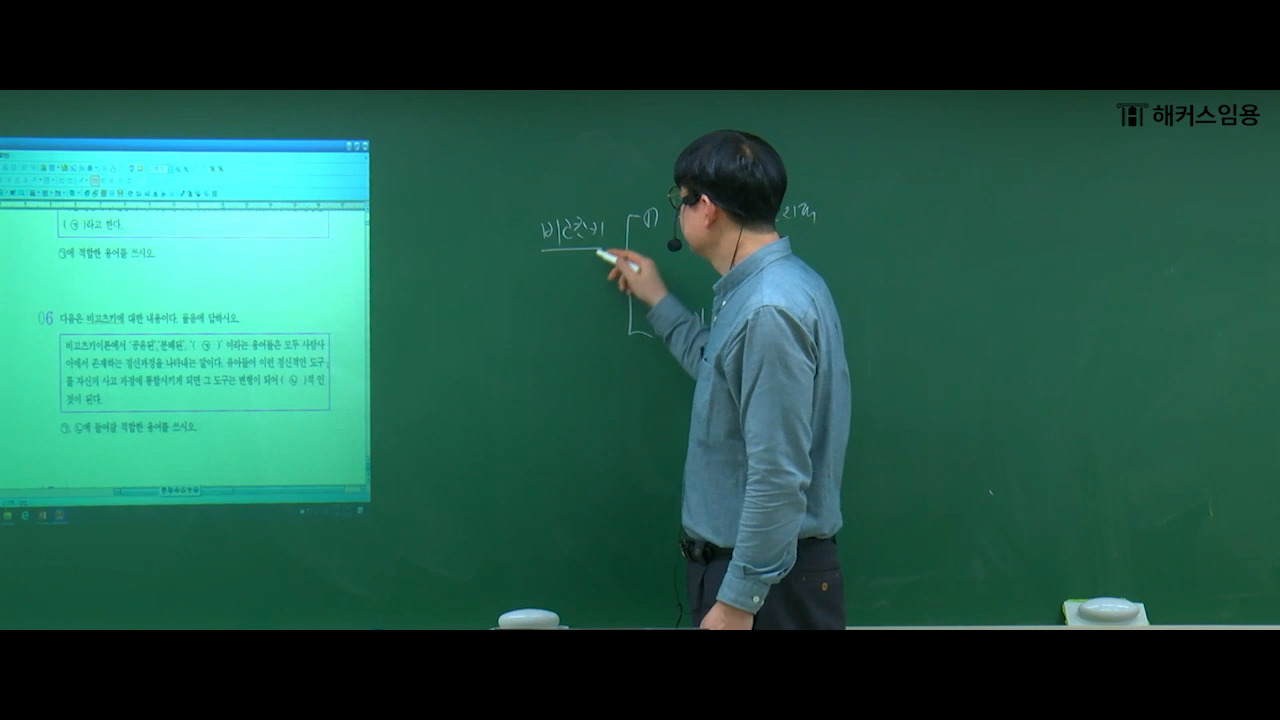 해커스임용
( ㉠ )라고 한다.
㉠에 적합한 용어를 쓰시오.
06 다음은 비고츠키에 대한 내용이다. 물음에 답하시오.
비고츠키이론에서 '공유된', '분배된', '( ㉠ )' 이라는 용어들은 모두 사람사
이에서 존재하는 정신과정을 나타내는 말이다. 유아들이 이런 정신적인 도구
를 자신의 사고 과정에 통합시키게 되면 그 도구는 변형이 되어 ( ㉡ )적 인
것이 된다.
㉠, ㉡에 들어갈 적합한 용어를 쓰시오.
비고츠키